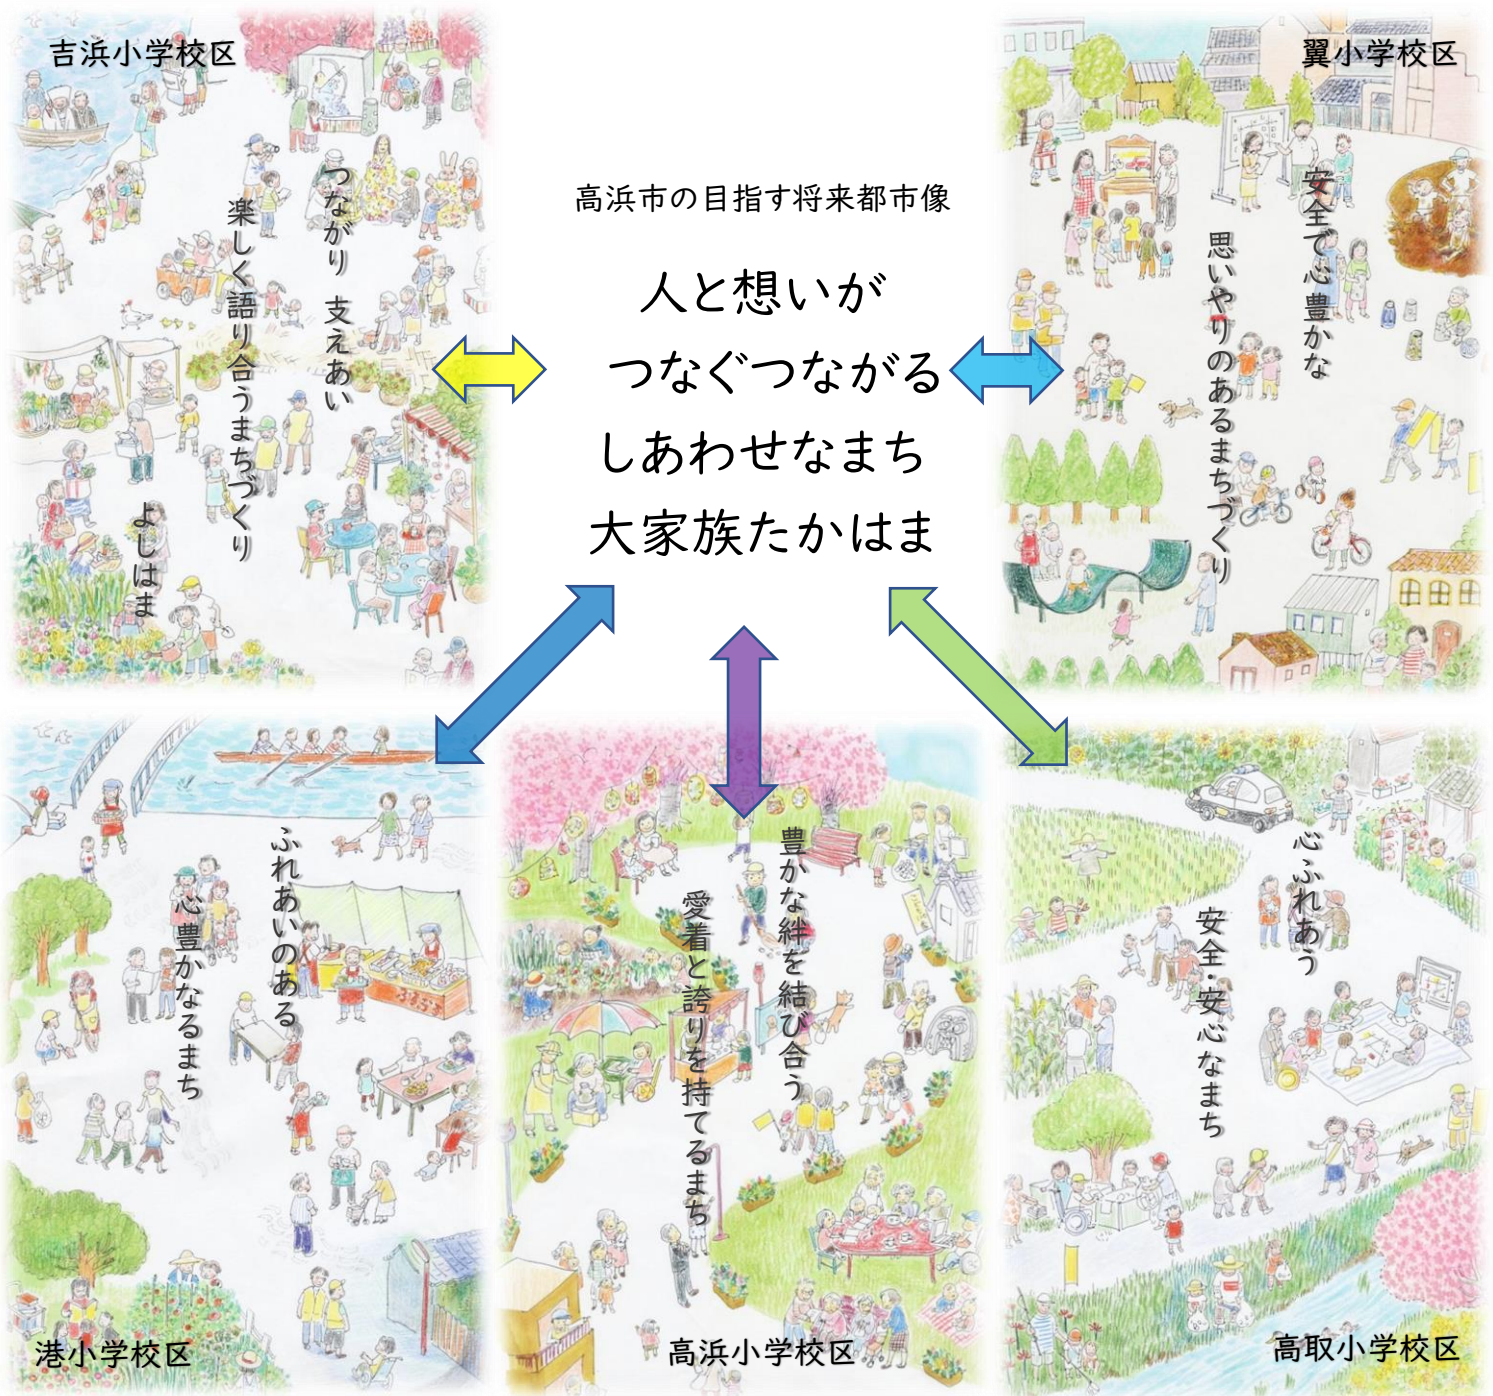 吉浜小学校区
つながり 支えあい
楽しく語り合うまちづくり
よしはま
高浜市の目指す将来都市像
人と想いが
つなぐつながる
しあわせなまち
大家族たかはま
翼小学校区
安全で心豊かな
思いやりのあるまちづくり
ふれあいのある
心豊かなるまち
港小学校区
豊かな絆を結び合う
愛着と誇りを持てるまち
高浜小学校区
心ふれあう
安全・安心なまち
高取小学校区